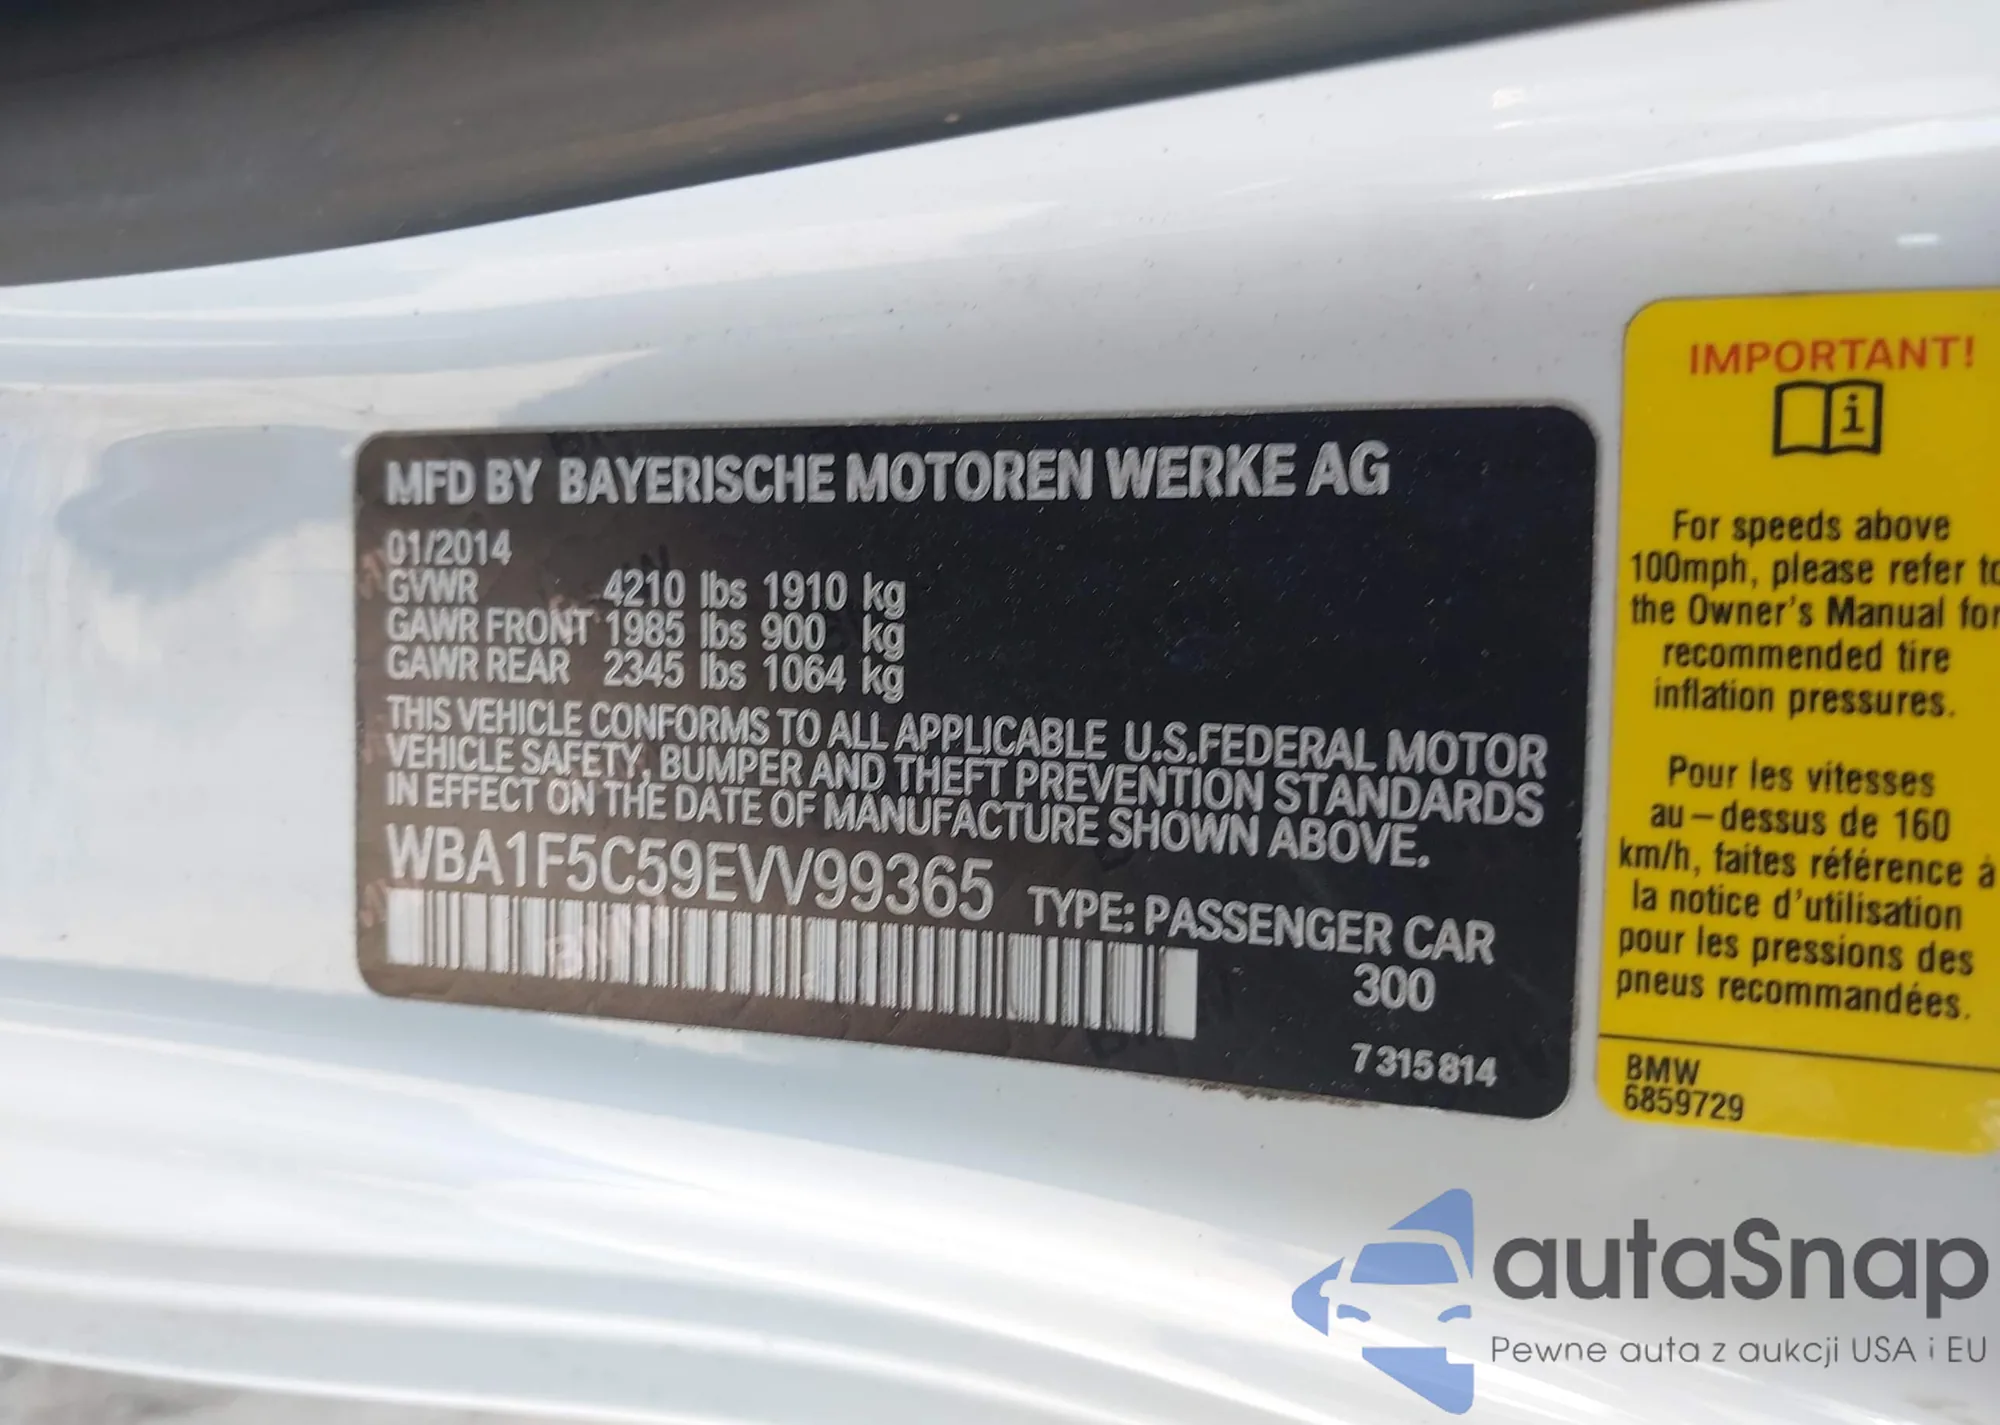 MFD BY BAYERISCHE MOTOREN WERKE AG
01/2014
GVWR 4210 lbs 1910 kg
GAWR FRONT 1985 lbs 900 kg
GAWR REAR 2345 lbs 1064 kg
THIS VEHICLE CONFORMS TO ALL APPLICABLE U.S.FEDERAL MOTOR
VEHICLE SAFETY, BUMPER AND THEFT PREVENTION STANDARDS
IN EFFECT ON THE DATE OF MANUFACTURE SHOWN ABOVE.
WBA1F5C59EVV99365 TYPE: PASSENGER CAR
300
7 315 814
IMPORTANT!
i
For speeds above
100mph, please refer to
the Owner's Manual for
recommended tire
inflation pressures.
Pour les vitesses
au-dessus de 160
km/h, faites référence à
la notice d'utilisation
pour les pressions des
pneus recommandées.
BMW
6859729
autaSnap
Pewne auta z aukcji USA i EU